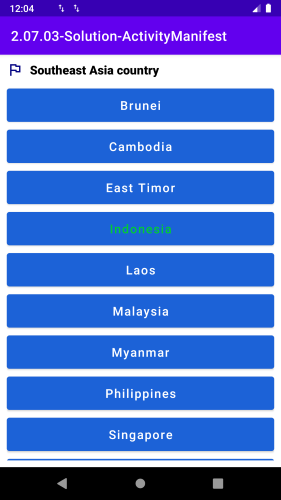 12:04
2.07.03-Solution-ActivityManifest
Southeast Asia country
Brunei
Cambodia
East Timor
Indonesia
Laos
Malaysia
Myanmar
Philippines
Singapore